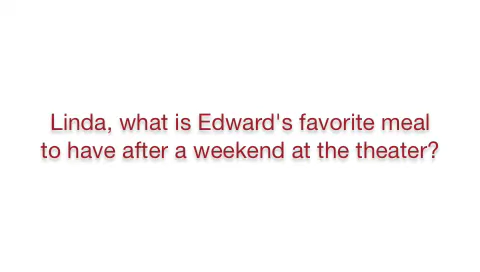 Linda, what is Edward's favorite meal
to have after a weekend at the theater?